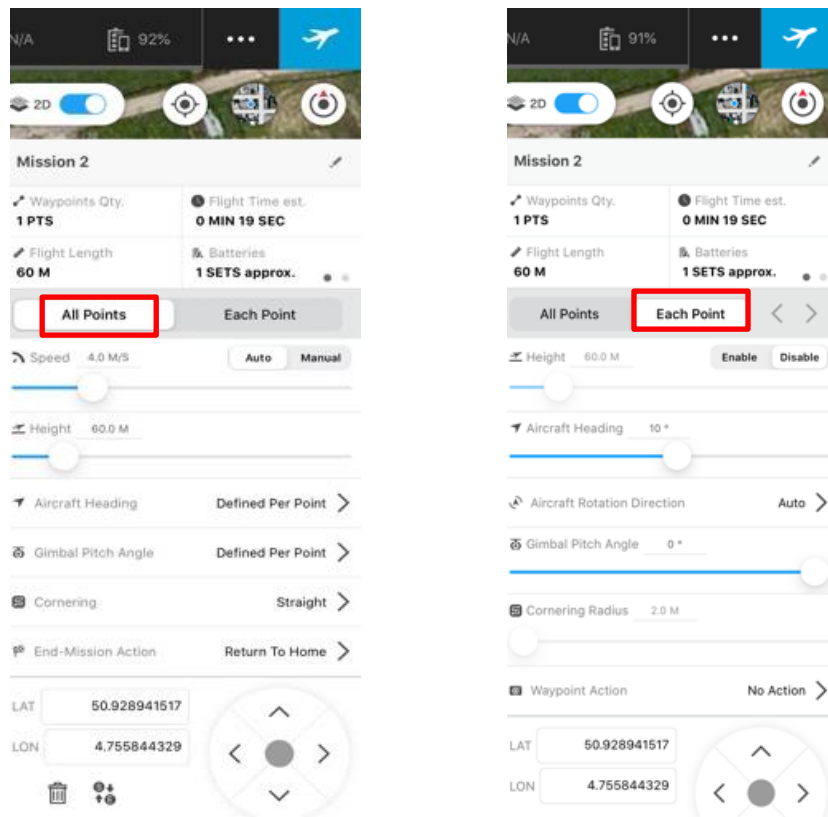 N/A 92% •••
2D
Mission 2
Waypoints Qty. Flight Time est.
1 PTS 0 MIN 19 SEC
Flight Length Batteries
60 M 1 SETS approx.
All Points Each Point
Speed 4.0 M/S Auto Manual
Height 60.0 M
Aircraft Heading Defined Per Point
Gimbal Pitch Angle Defined Per Point
Cornering Straight
End-Mission Action Return To Home
LAT 50.928941517
LON 4.755844329
N/A 91% •••
2D
Mission 2
Waypoints Qty. Flight Time est.
1 PTS 0 MIN 19 SEC
Flight Length Batteries
60 M 1 SETS approx.
All Points Each Point
Height 60.0 M Enable Disable
Aircraft Heading 10 °
Aircraft Rotation Direction Auto
Gimbal Pitch Angle 0 °
Cornering Radius 2.0 M
Waypoint Action No Action
LAT 50.928941517
LON 4.755844329